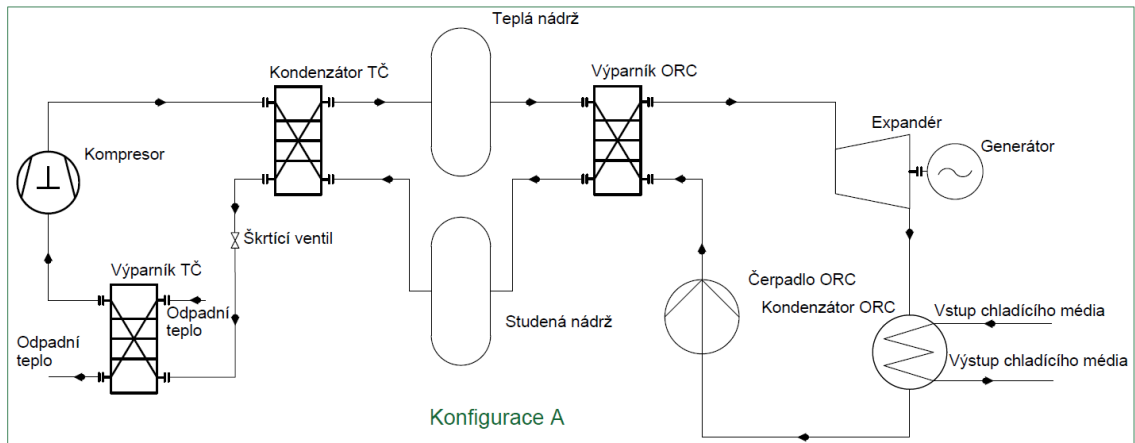 Teplá nádrž
Kondenzátor TČ
Výparník ORC
Expandér
Generátor
Kompresor
Škrtící ventil
Výparník TČ
Odpadní
teplo
Odpadní
teplo
Studená nádrž
Čerpadlo ORC
Kondenzátor ORC
Vstup chladícího média
Výstup chladícího média
Konfigurace A